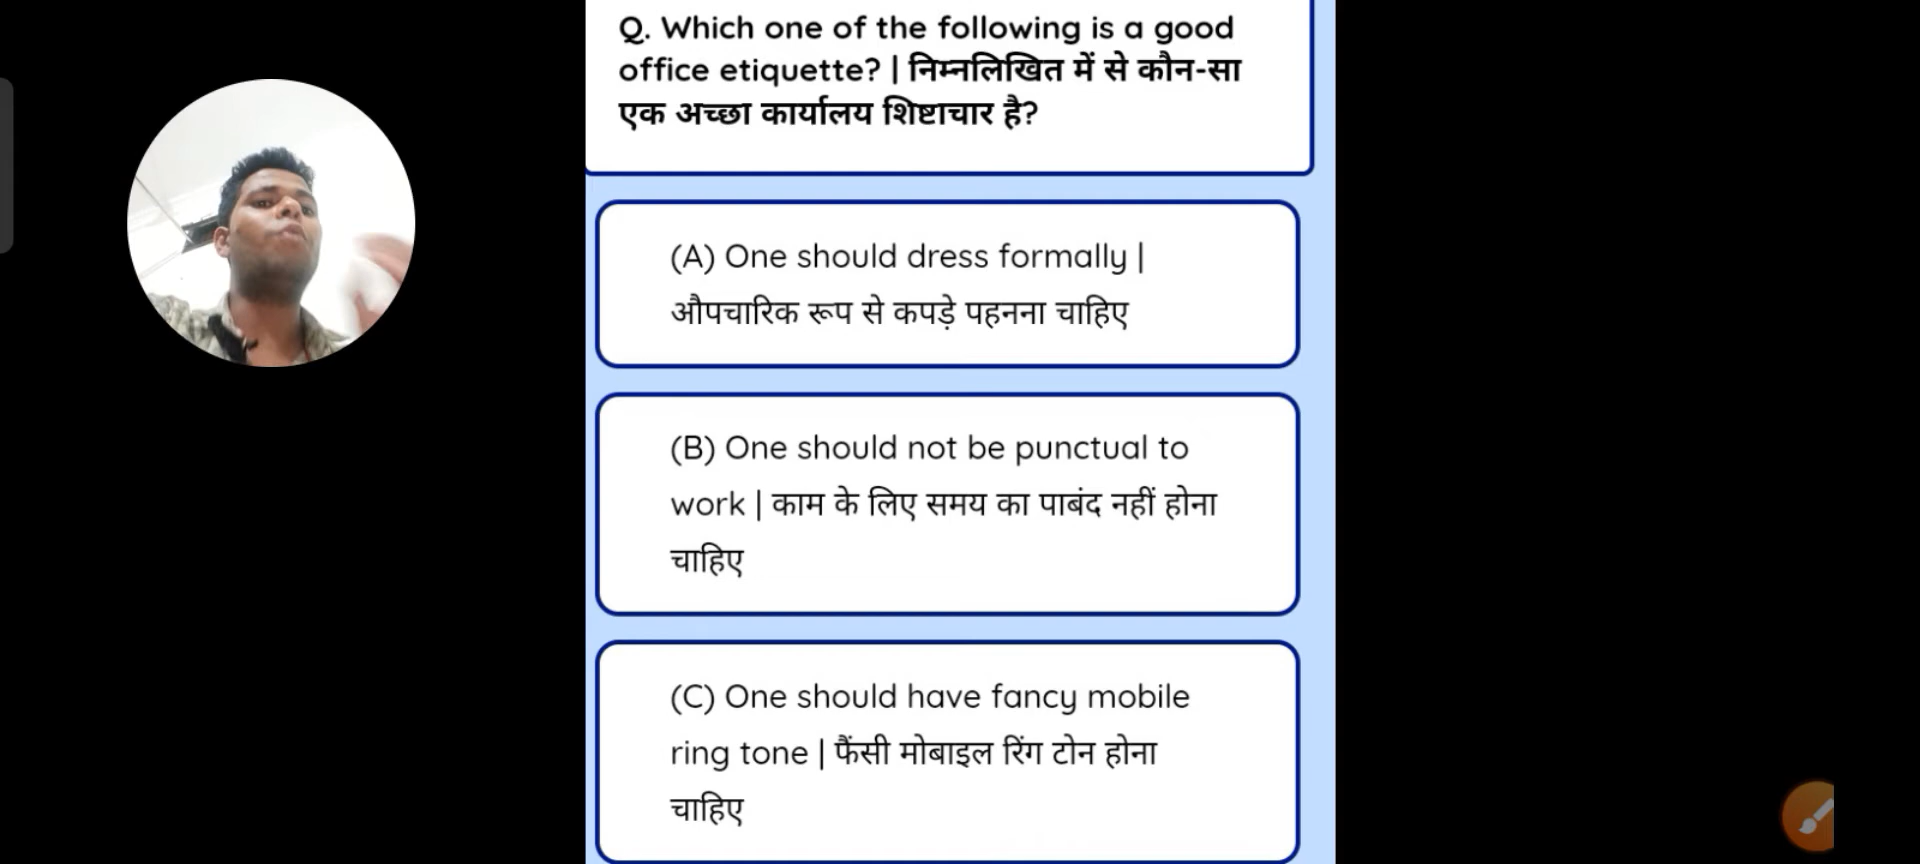 Q. Which one of the following is a good
office etiquette? | निम्नलिखित में से कौन-सा
एक अच्छा कार्यालय शिष्टाचार है?
(A) One should dress formally |
औपचारिक रूप से कपड़े पहनना चाहिए
(B) One should not be punctual to
work | काम के लिए समय का पाबंद नहीं होना
चाहिए
(C) One should have fancy mobile
ring tone | फैंसी मोबाइल रिंग टोन होना
चाहिए